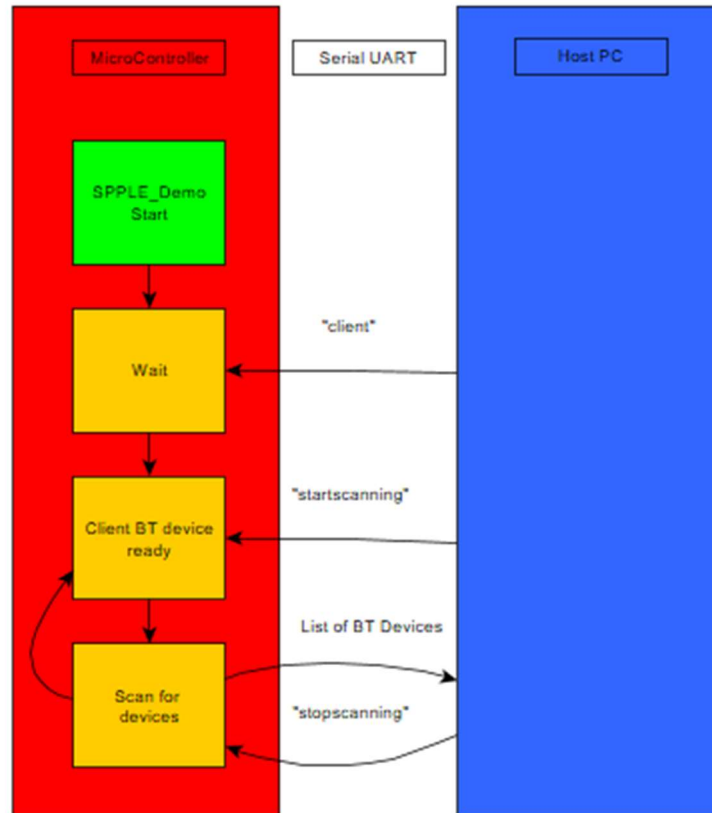 MicroController
Serial UART
Host PC
SPPLE_Demo
Start
"client"
Wait
"startscanning"
Client BT device
ready
List of BT Devices
Scan for
devices
"stopscanning"